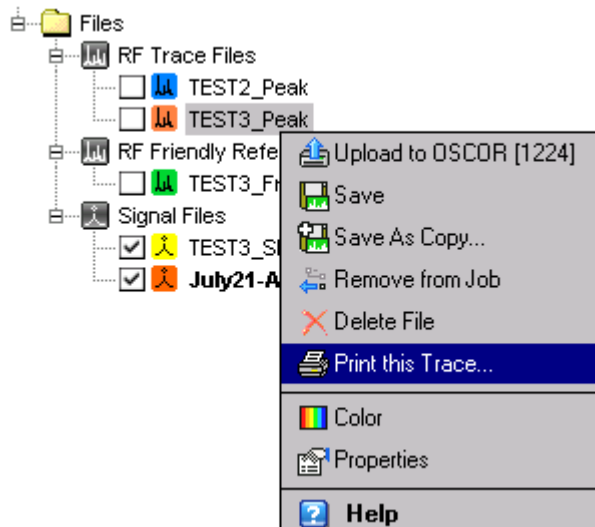 Files
RF Trace Files
TEST2_Peak
TEST3_Peak
RF Friendly Refe
TEST3_Fr
Signal Files
TEST3_S
July21-A
Upload to OSCOR [1224]
Save
Save As Copy...
Remove from Job
Delete File
Print this Trace...
Color
Properties
Help